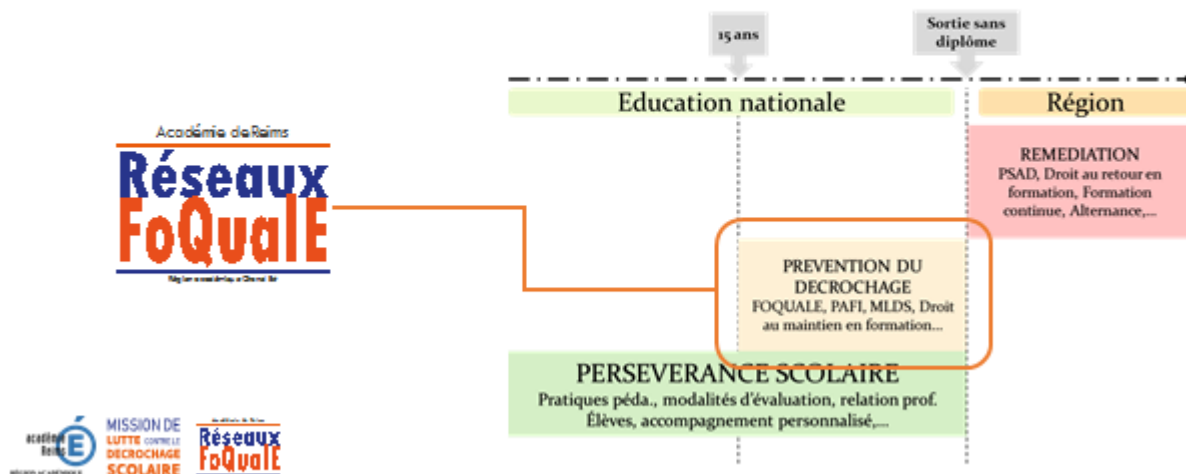 15 ans
Sortie sans
diplôme
Education nationale
Région
Académie de Reims
Réseaux
FoQualE
REMEDIATION
PSAD, Droit au retour en
formation, Formation
continue, Alternance,...
PREVENTION DU
DECROCHAGE
FOQUALE, PAFI, MLDS, Droit
au maintien en formation...
PERSEVERANCE SCOLAIRE
Pratiques péda., modalités d'évaluation, relation prof.
Élèves, accompagnement personnalisé,...
académie
Reims
MISSION DE
LUTTE CONTRE LE
DECROCHAGE
SCOLAIRE
Réseaux
FoQualE